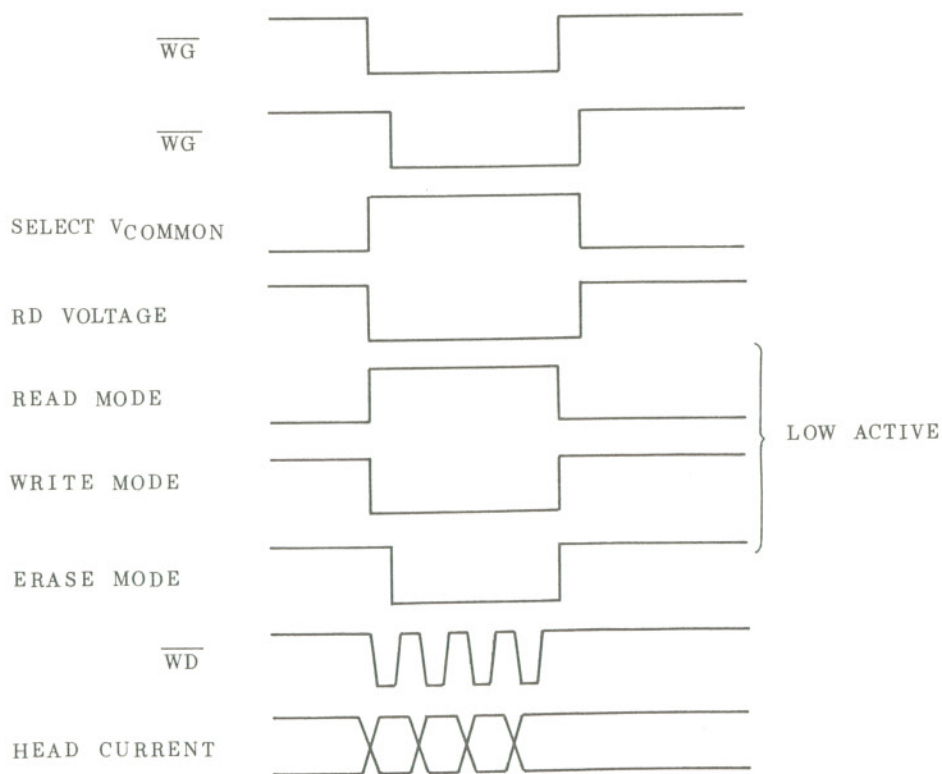 WG
WG
SELECT VCOMMON
RD VOLTAGE
READ MODE
LOW ACTIVE
WRITE MODE
ERASE MODE
WD
HEAD CURRENT